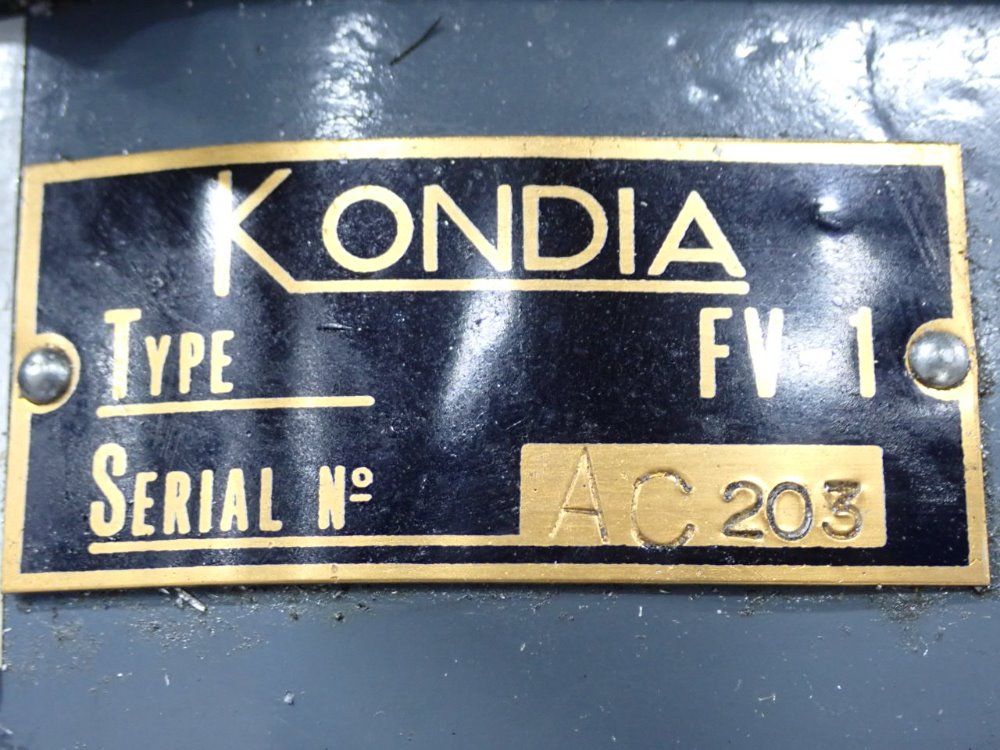 KONDIA
TYPE FV-1
SERIAL Nº AC 203